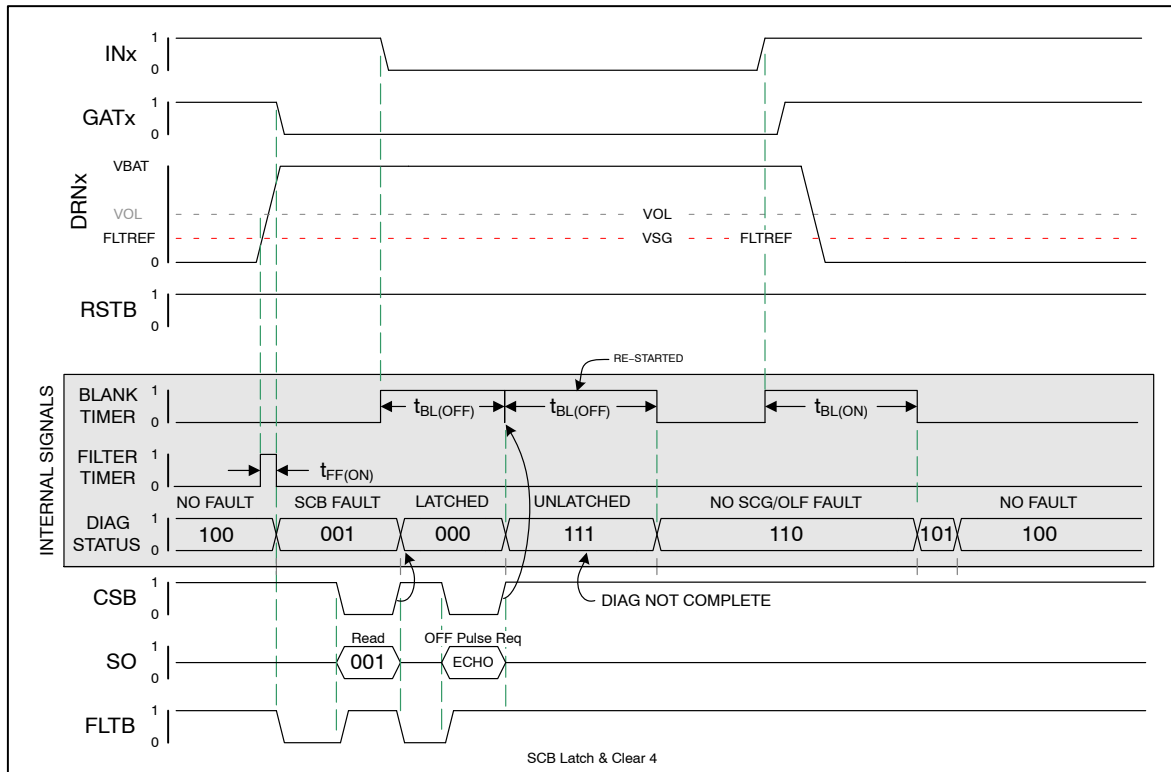 INx
1
0
GATx
1
0
DRNx
VBAT
VOL
FLTREF
0
VOL
VSG
FLTREF
RSTB
1
0
INTERNAL SIGNALS
RE−STARTED
BLANK
TIMER
1
0
tBL(OFF)
tBL(OFF)
tBL(ON)
FILTER
TIMER
1
0
tFF(ON)
NO FAULT
SCB FAULT
LATCHED
UNLATCHED
NO SCG/OLF FAULT
NO FAULT
DIAG
STATUS
1
0
100
001
000
111
110
101
100
CSB
1
0
DIAG NOT COMPLETE
Read
OFF Pulse Req
SO
1
0
001
ECHO
FLTB
1
0
SCB Latch & Clear 4